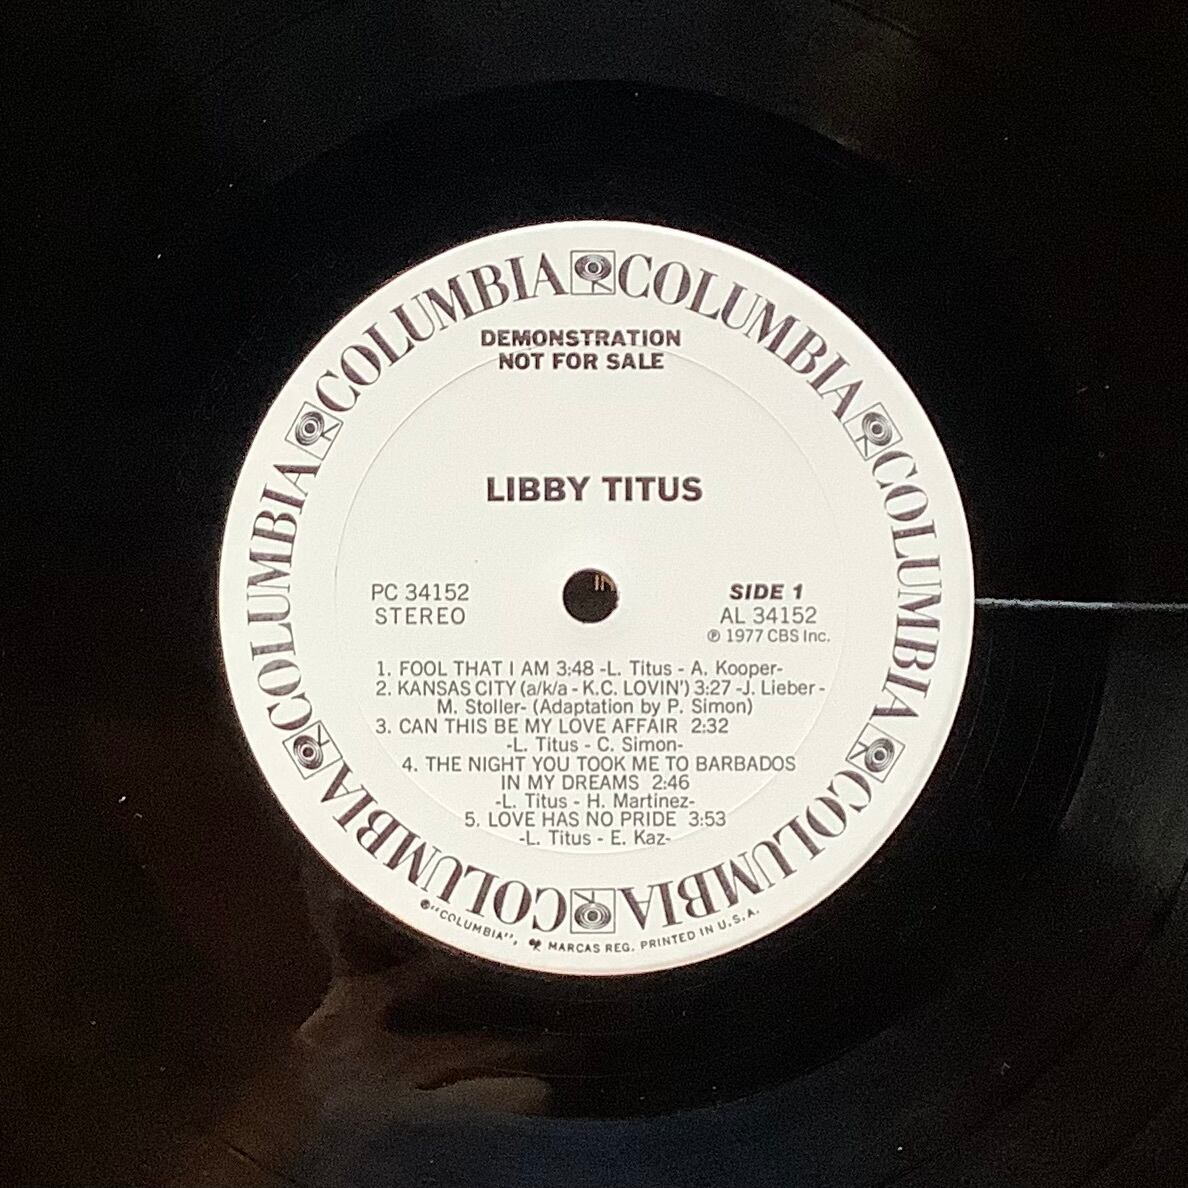 COLUMBIA COLUMBIA COLUMBIA COLUMBIA COLUMBIA COLUMBIA
DEMONSTRATION
NOT FOR SALE
LIBBY TITUS
PC 34152
STEREO
SIDE 1
AL 34152
℗ 1977 CBS Inc.
1. FOOL THAT I AM 3:48 -L. Titus - A. Kooper-
2. KANSAS CITY (a/k/a - K.C. LOVIN') 3:27 -J. Lieber -
M. Stoller- (Adaptation by P. Simon)
3. CAN THIS BE MY LOVE AFFAIR 2:32
-L. Titus - C. Simon-
4. THE NIGHT YOU TOOK ME TO BARBADOS
IN MY DREAMS 2:46
-L. Titus - H. Martinez-
5. LOVE HAS NO PRIDE 3:53
-L. Titus - E. Kaz-
"COLUMBIA", MARCAS REG. PRINTED IN U.S.A.